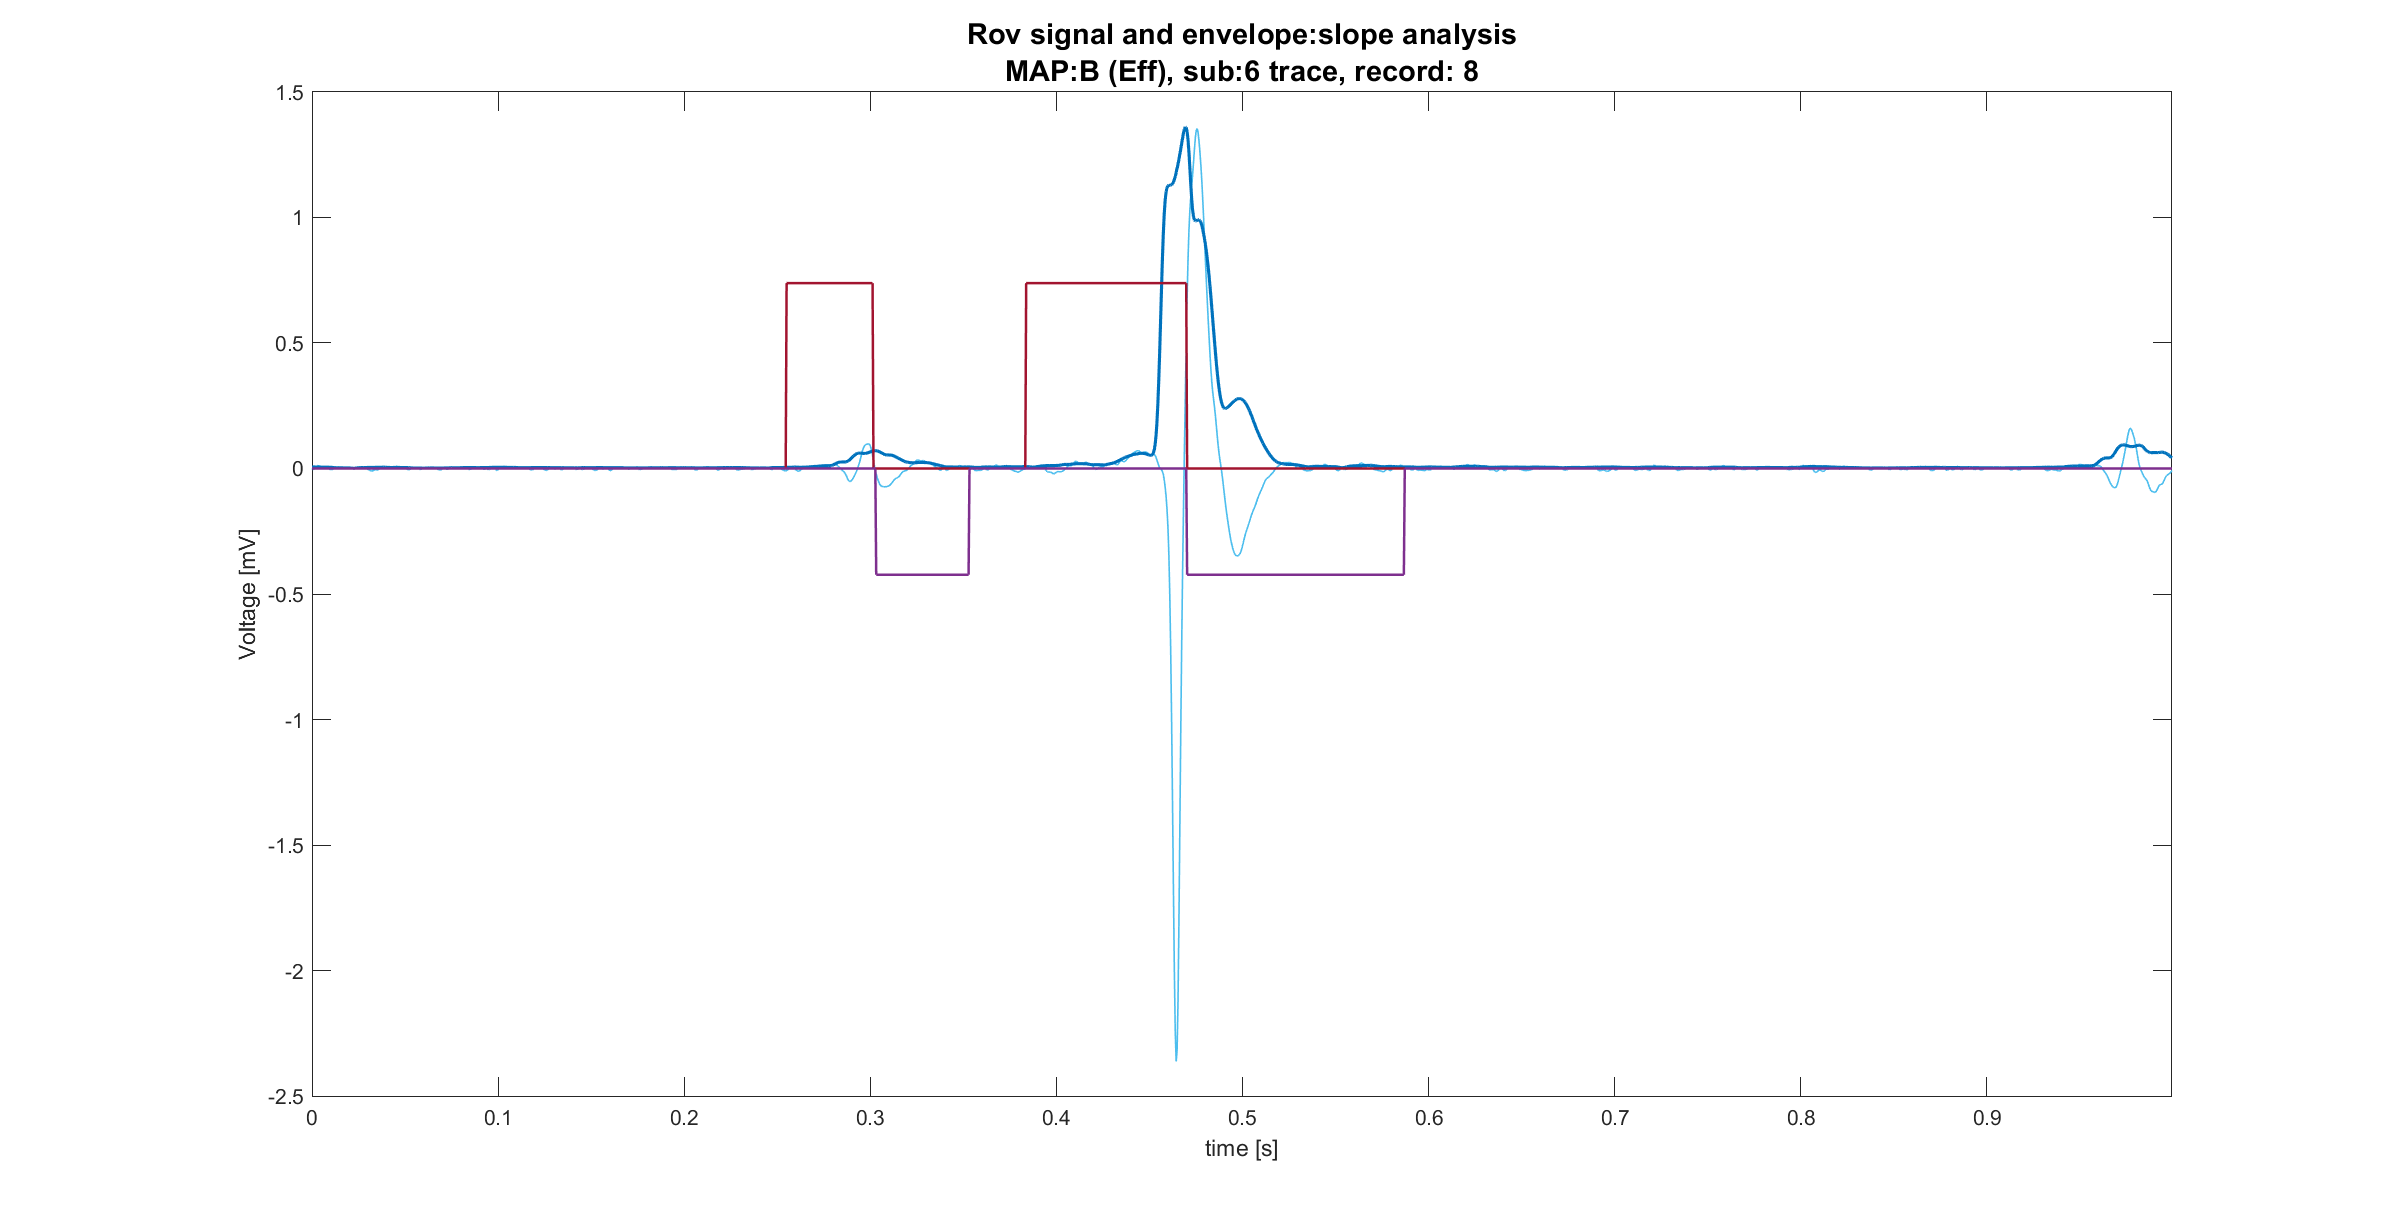 Rov signal and envelope:slope analysis
MAP:B (Eff), sub:6 trace, record: 8
1.5
1
0.5
0
-0.5
-1
-1.5
-2
-2.5
Voltage [mV]
0 0.1 0.2 0.3 0.4 0.5 0.6 0.7 0.8 0.9
time [s]